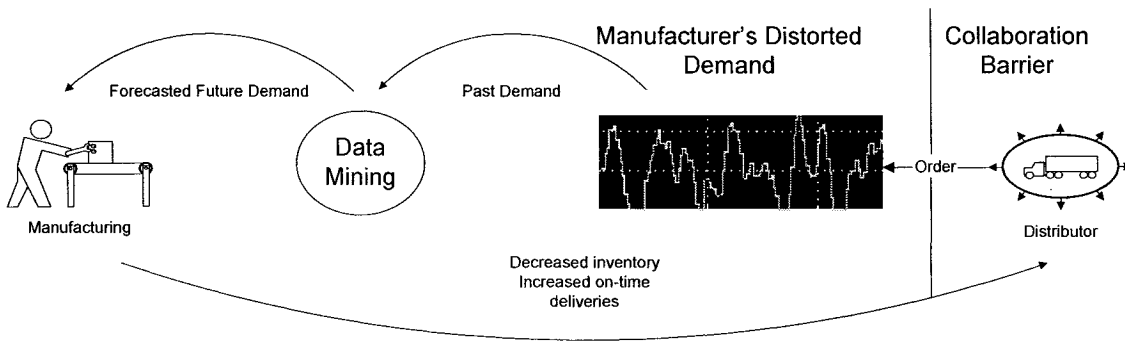 Manufacturer's Distorted
Demand
Collaboration
Barrier
Forecasted Future Demand
Past Demand
Data
Mining
Order
Manufacturing
Distributor
Decreased inventory
Increased on-time
deliveries